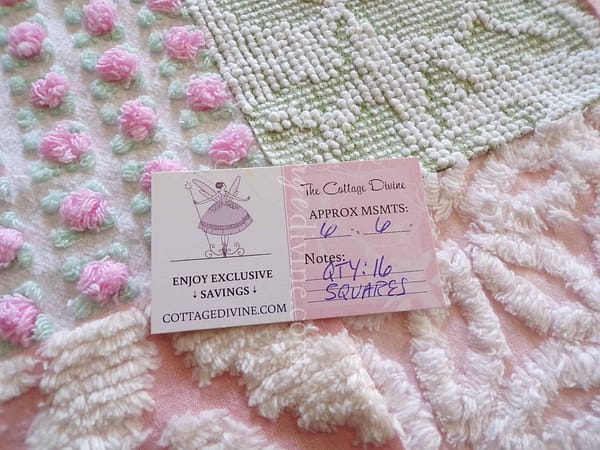 The Cottage Divine
APPROX MSMTS:
6 " x 6 "
Notes:
QTY: 16
SQUARES
ENJOY EXCLUSIVE
↓ SAVINGS ↓
COTTAGEDIVINE.COM